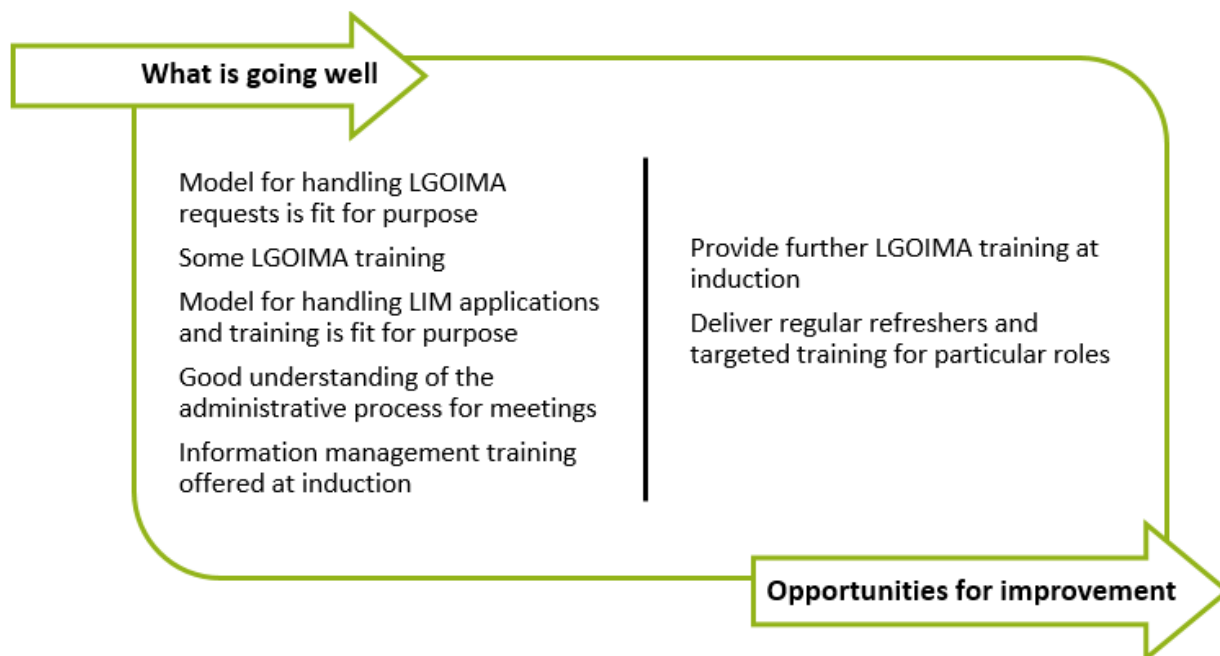 What is going well
Model for handling LGOIMA
requests is fit for purpose
Some LGOIMA training
Model for handling LIM applications
and training is fit for purpose
Good understanding of the
administrative process for meetings
Information management training
offered at induction
Provide further LGOIMA training at
induction
Deliver regular refreshers and
targeted training for particular roles
Opportunities for improvement